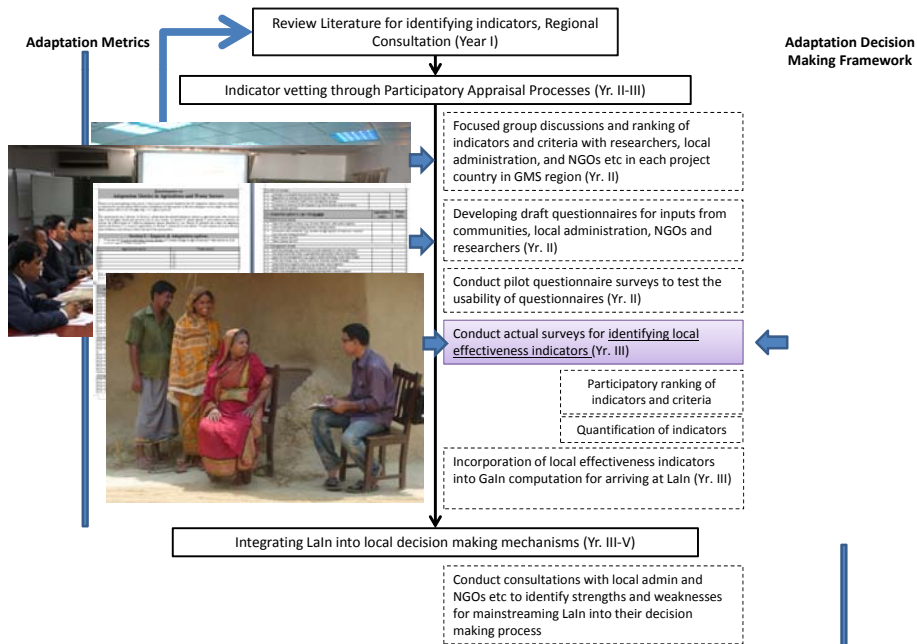 Review Literature for identifying indicators, Regional
Consultation (Year I)
Adaptation Metrics
Adaptation Decision
Making Framework
Indicator vetting through Participatory Appraisal Processes (Yr. II-III)
Focused group discussions and ranking of
indicators and criteria with researchers, local
administration, and NGOs etc in each project
country in GMS region (Yr. II)
Developing draft questionnaires for inputs from
communities, local administration, NGOs and
researchers (Yr. II)
Conduct pilot questionnaire surveys to test the
usability of questionnaires (Yr. II)
Conduct actual surveys for identifying local
effectiveness indicators (Yr. III)
Participatory ranking of
indicators and criteria
Quantification of indicators
Incorporation of local effectiveness indicators
into GaIn computation for arriving at LaIn (Yr. III)
Integrating LaIn into local decision making mechanisms (Yr. III-V)
Conduct consultations with local admin and
NGOs etc to identify strengths and weaknesses
for mainstreaming LaIn into their decision
making process